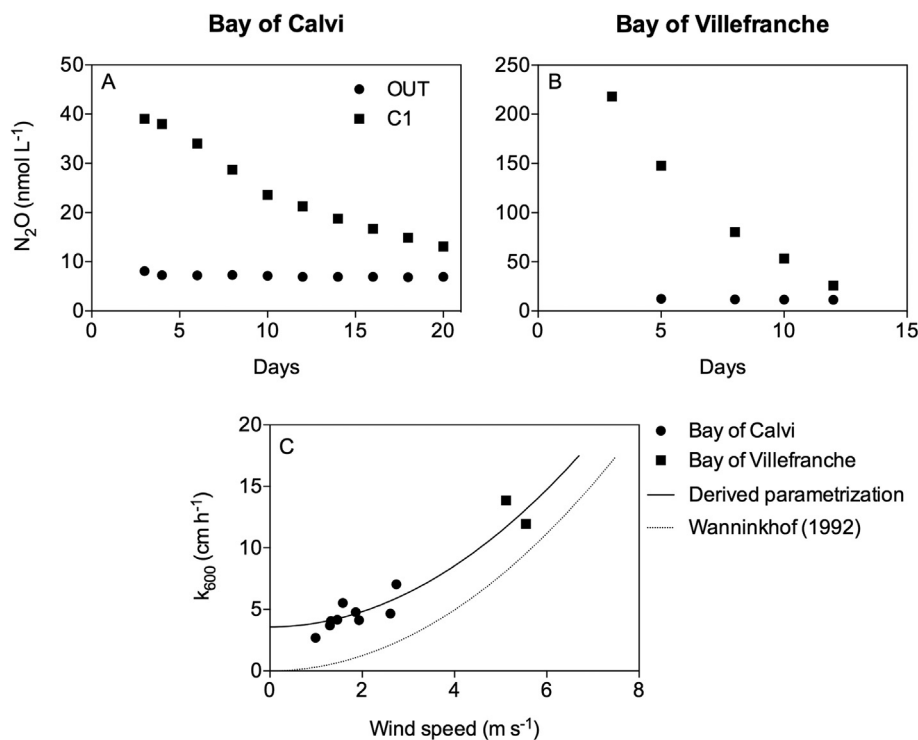 Bay of Calvi
Bay of Villefranche
A
OUT
C1
N₂O (nmol L⁻¹)
50
40
30
20
10
0
0 5 10 15 20
Days
B
250
200
150
100
50
0
0 5 10 15
Days
C
k₆₀₀ (cm h⁻¹)
20
15
10
5
0
0 2 4 6 8
Wind speed (m s⁻¹)
Bay of Calvi
Bay of Villefranche
Derived parametrization
Wanninkhof (1992)